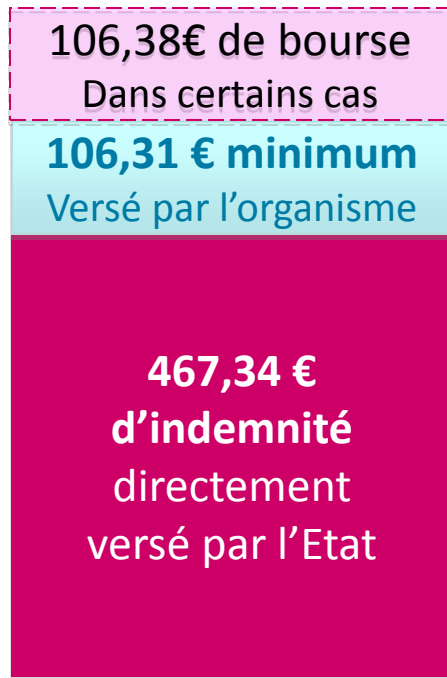 106,38€ de bourse
Dans certains cas
106,31 € minimum
Versé par l’organisme
467,34 €
d’indemnité
directement
versé par l’Etat